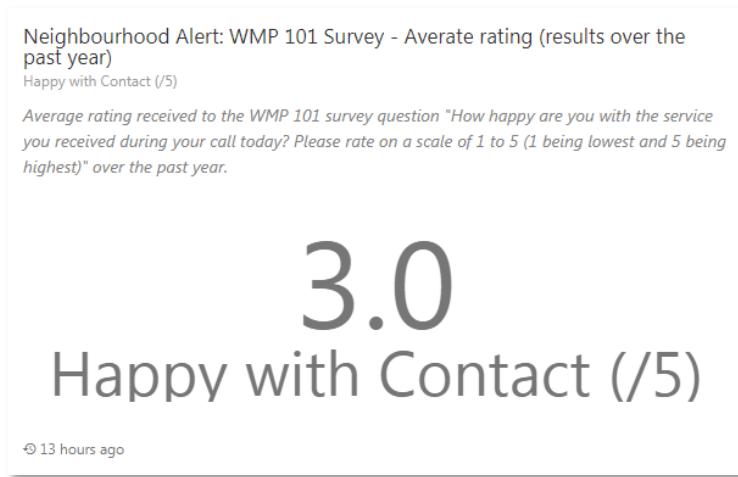 Neighbourhood Alert: WMP 101 Survey - Averate rating (results over the
past year)
Happy with Contact (/5)
Average rating received to the WMP 101 survey question "How happy are you with the service
you received during your call today? Please rate on a scale of 1 to 5 (1 being lowest and 5 being
highest)" over the past year.
3.0
Happy with Contact (/5)
13 hours ago